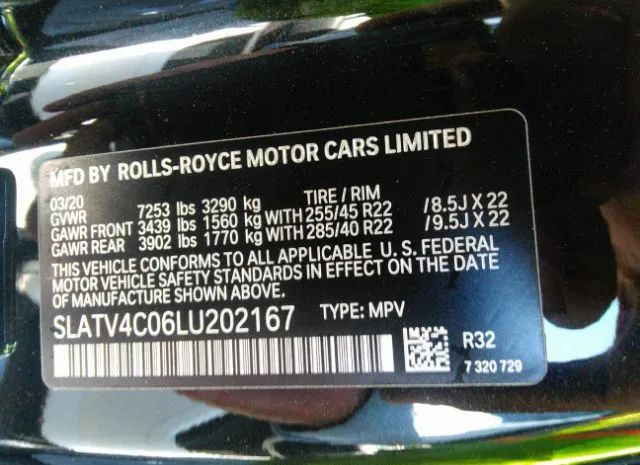 MFD BY ROLLS-ROYCE MOTOR CARS LIMITED
03/20 TIRE / RIM
GVWR 7253 lbs 3290 kg
GAWR FRONT 3439 lbs 1560 kg WITH 255/45 R22 /8.5J X 22
GAWR REAR 3902 lbs 1770 kg WITH 285/40 R22 /9.5J X 22
THIS VEHICLE CONFORMS TO ALL APPLICABLE U. S. FEDERAL
MOTOR VEHICLE SAFETY STANDARDS IN EFFECT ON THE DATE
OF MANUFACTURE SHOWN ABOVE.
SLATV4C06LU202167 TYPE: MPV
R32
7 320 729